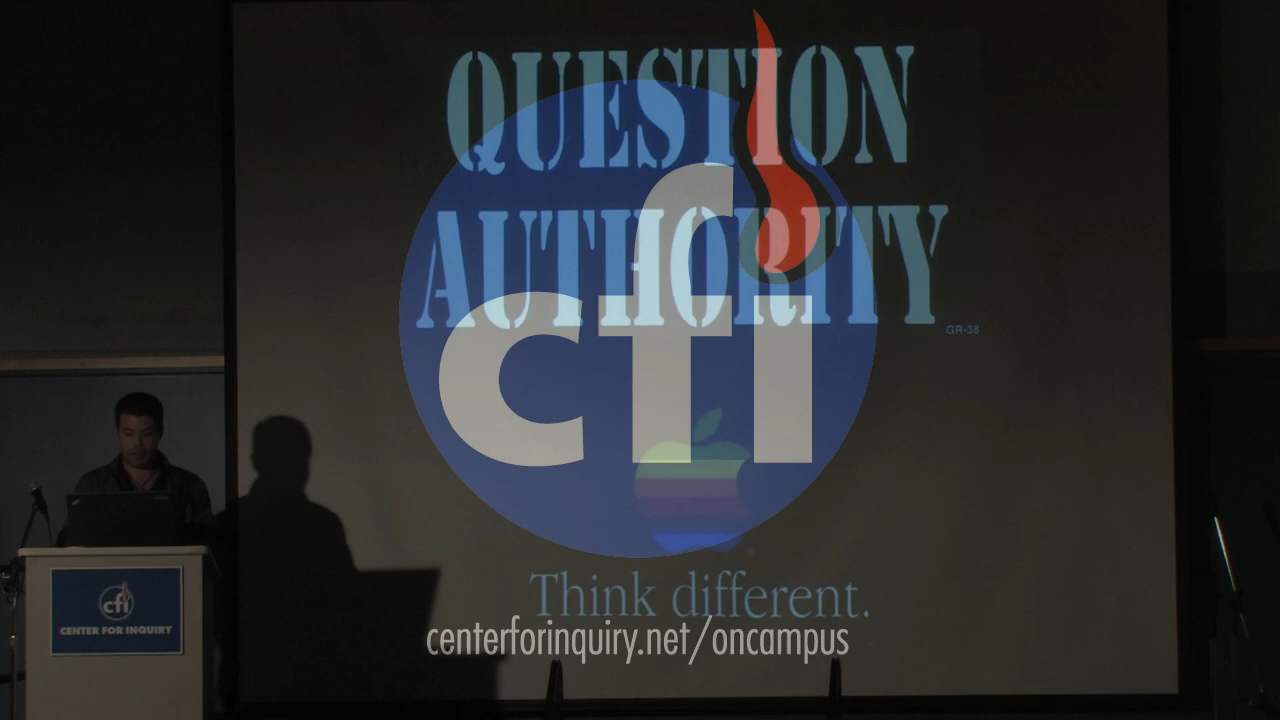 QUESTION
AUTHORITY
GR-38
cfi
Think different.
centerforinquiry.net/oncampus
cfi
CENTER FOR INQUIRY